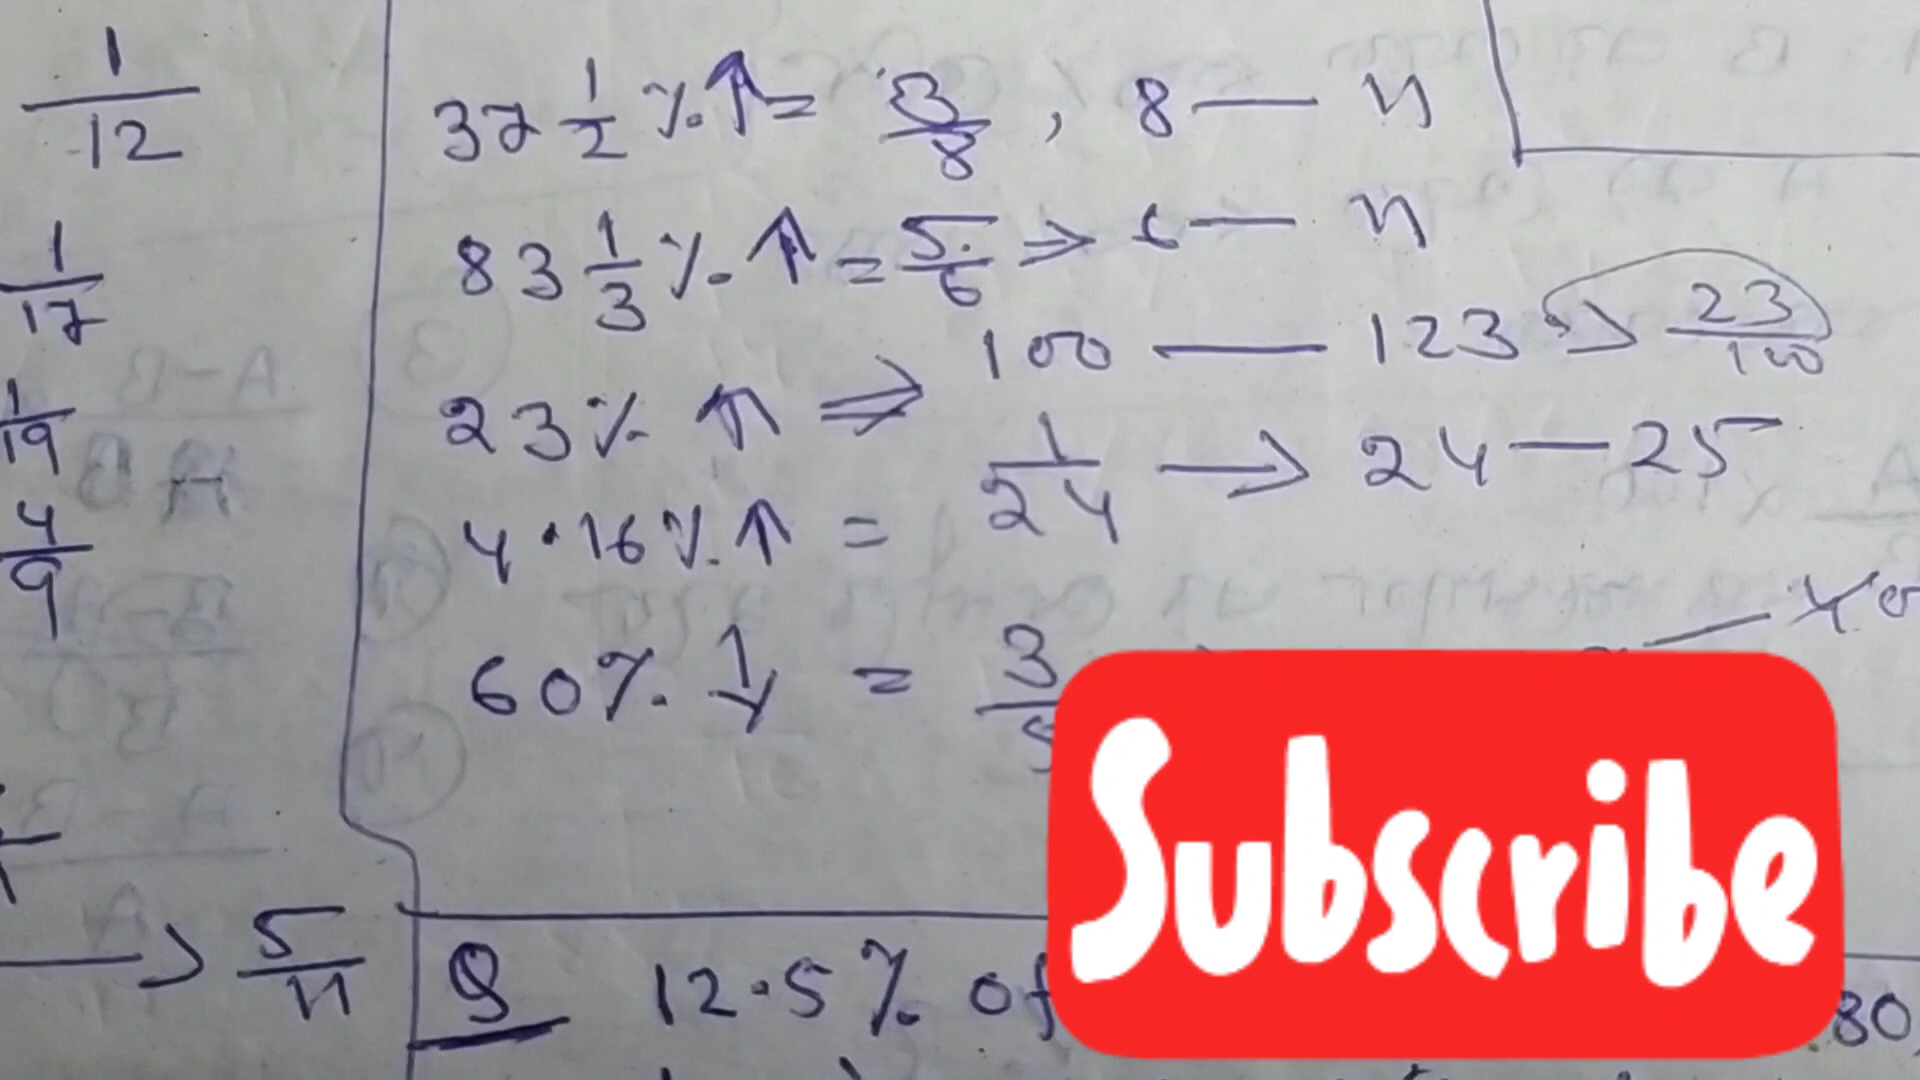 1/12
1/17
1/19
4/9
→ 5/11
37 1/2 %↑ = 3/8 , 8 — 11
83 1/3 %↑ = 5/6 ⇒ 6 — 11
23% ↑ ⇒ 100 — 123 ⇒ 23/100
4.16%↑ = 1/24 → 24 — 25
60% ↓ = 3/5
Q 12.5% of
80
Subscribe